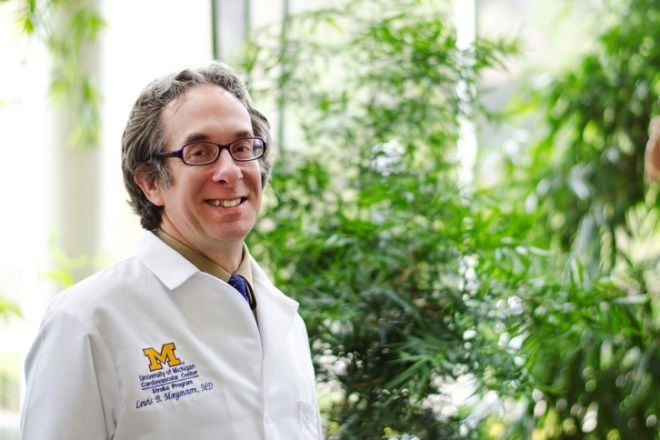 M
University of Michigan
Cardiovascular Center
Stroke Program
Lewis B. Morgenstern, MD